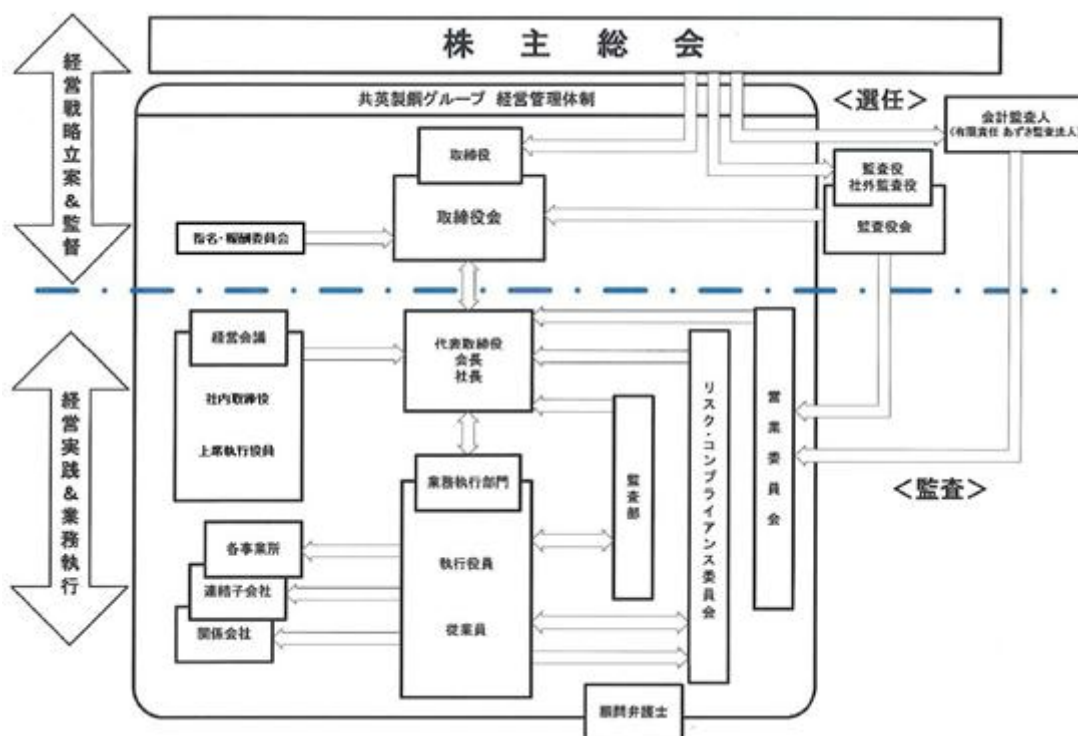 株主総会
経営戦略立案&監督
共英製鋼グループ 経営管理体制
<選任>
会計監査人
(有限責任 あずさ監査法人)
取締役
取締役会
監査役
社外監査役
監査役会
指名・報酬委員会
経営会議
社内取締役
上席執行役員
代表取締役
会長
社長
経営実践&業務執行
業務執行部門
執行役員
従業員
監査部
リスク・コンプライアンス委員会
営業委員会
<監査>
各事業所
連結子会社
関係会社
顧問弁護士